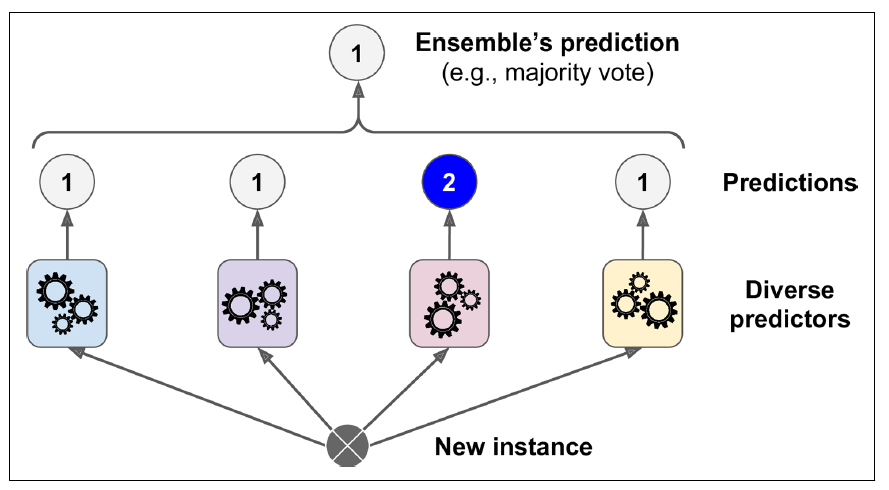 1
Ensemble’s prediction
(e.g., majority vote)
1
1
2
1
Predictions
Diverse
predictors
New instance